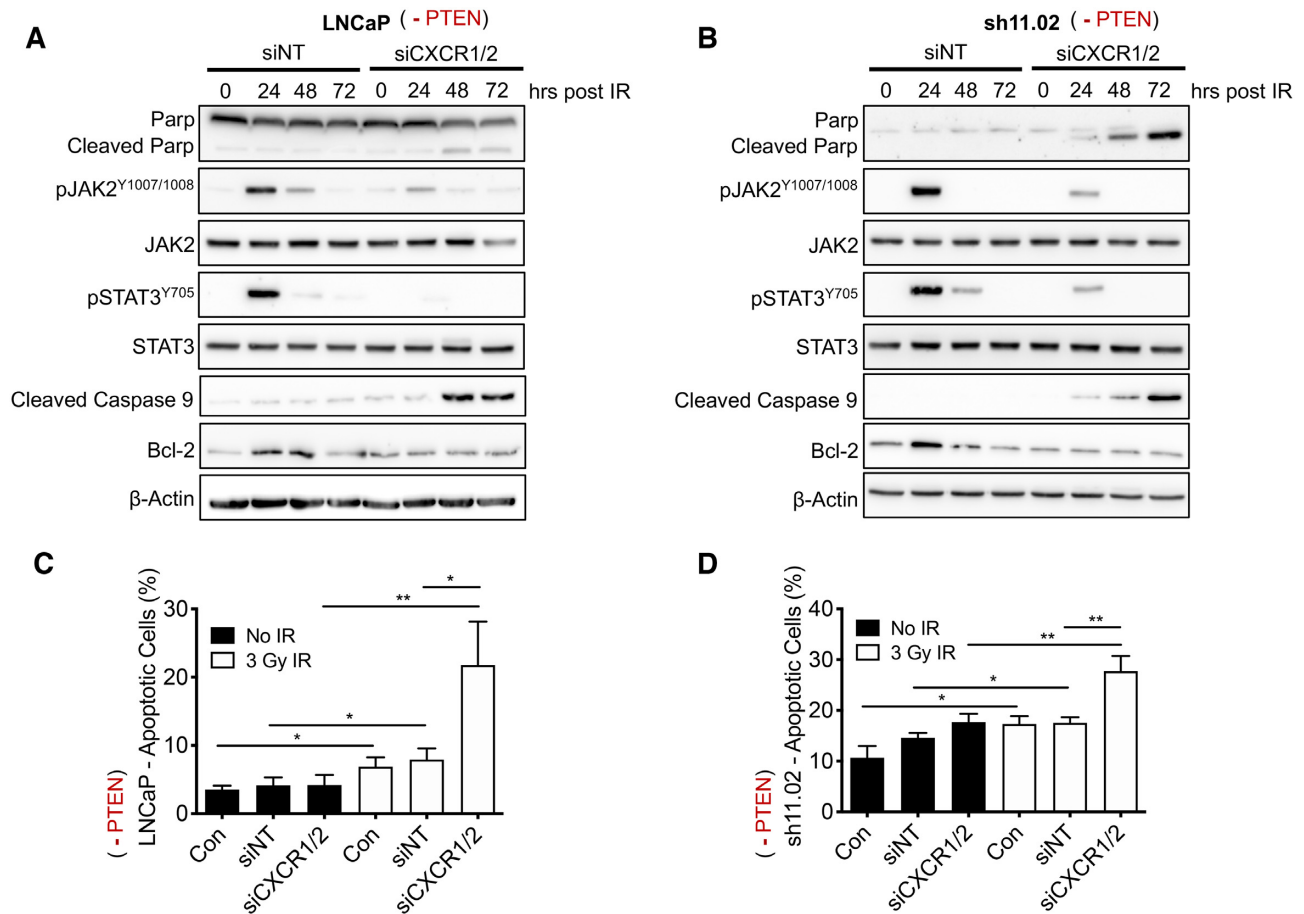 A
LNCaP ( - PTEN)
siNT siCXCR1/2
0 24 48 72 0 24 48 72 hrs post IR
Parp
Cleaved Parp
pJAK2Y1007/1008
JAK2
pSTAT3Y705
STAT3
Cleaved Caspase 9
Bcl-2
β-Actin
B
sh11.02 ( - PTEN)
siNT siCXCR1/2
0 24 48 72 0 24 48 72 hrs post IR
Parp
Cleaved Parp
pJAK2Y1007/1008
JAK2
pSTAT3Y705
STAT3
Cleaved Caspase 9
Bcl-2
β-Actin
C
( - PTEN)
LNCaP - Apoptotic Cells (%)
30
20
10
0
No IR
3 Gy IR
*
**
*
*
Con siNT siCXCR1/2 Con siNT siCXCR1/2
D
( - PTEN)
sh11.02 - Apoptotic Cells (%)
40
30
20
10
0
No IR
3 Gy IR
**
**
*
*
Con siNT siCXCR1/2 Con siNT siCXCR1/2